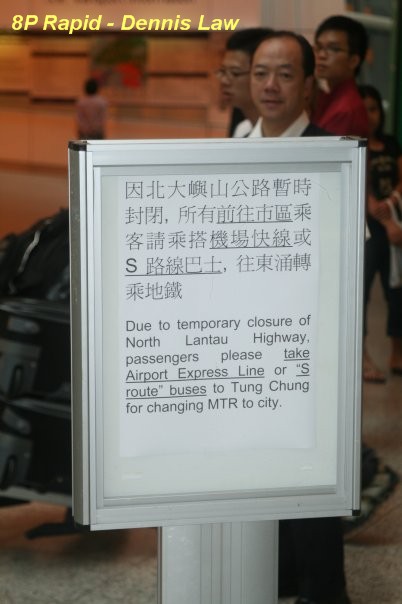 8P Rapid - Dennis Law
因北大嶼山公路暫時
封閉, 所有前往市區乘
客請乘搭機場快線或
S 路線巴士, 往東涌轉
乘地鐵
Due to temporary closure of
North Lantau Highway,
passengers please take
Airport Express Line or "S
route" buses to Tung Chung
for changing MTR to city.